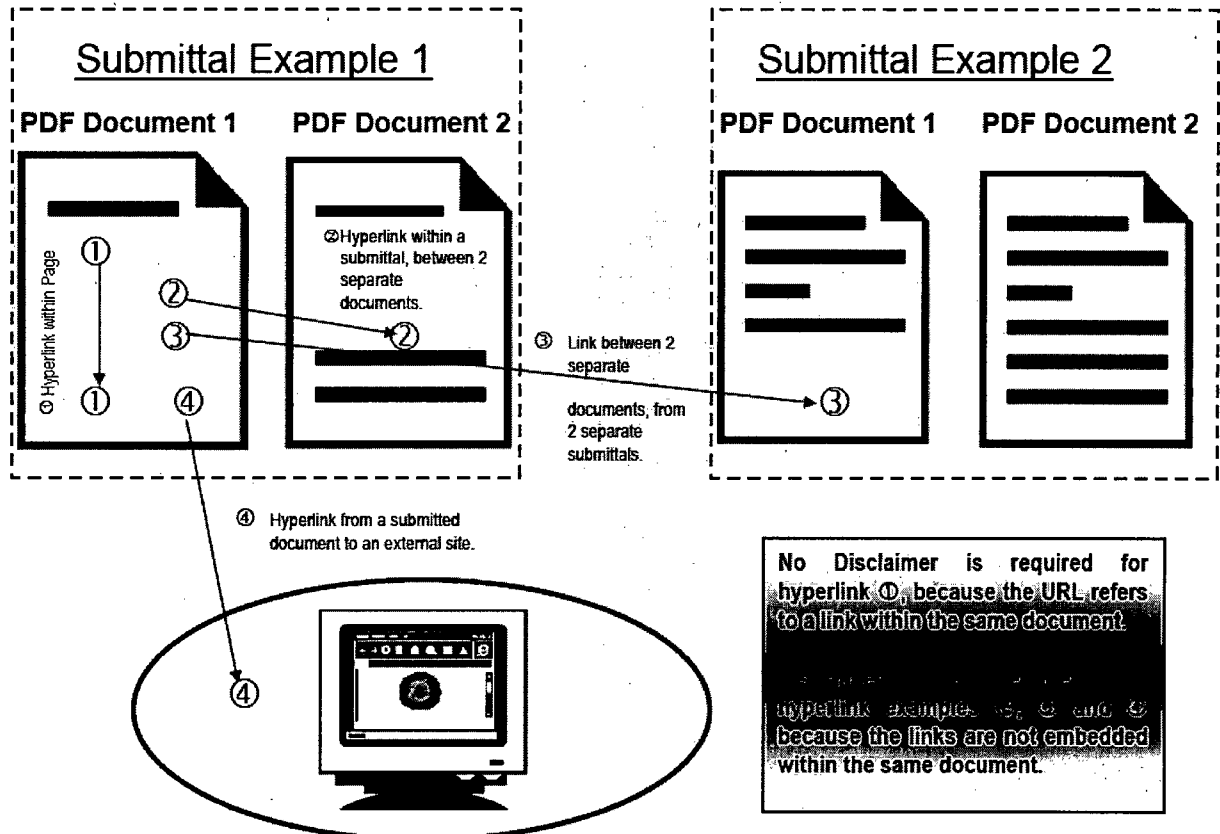 Submittal Example 1
PDF Document 1
PDF Document 2
① Hyperlink within Page
①
②
③
①
④
②Hyperlink within a
submittal, between 2
separate
documents.
②
③ Link between 2
separate
documents, from
2 separate
submittals.
Submittal Example 2
PDF Document 1
PDF Document 2
③
④ Hyperlink from a submitted
document to an external site.
④
No Disclaimer is required for
hyperlink ①, because the URL refers
to a link within the same document.
hyperlink examples and
because the links are not embedded
within the same document.